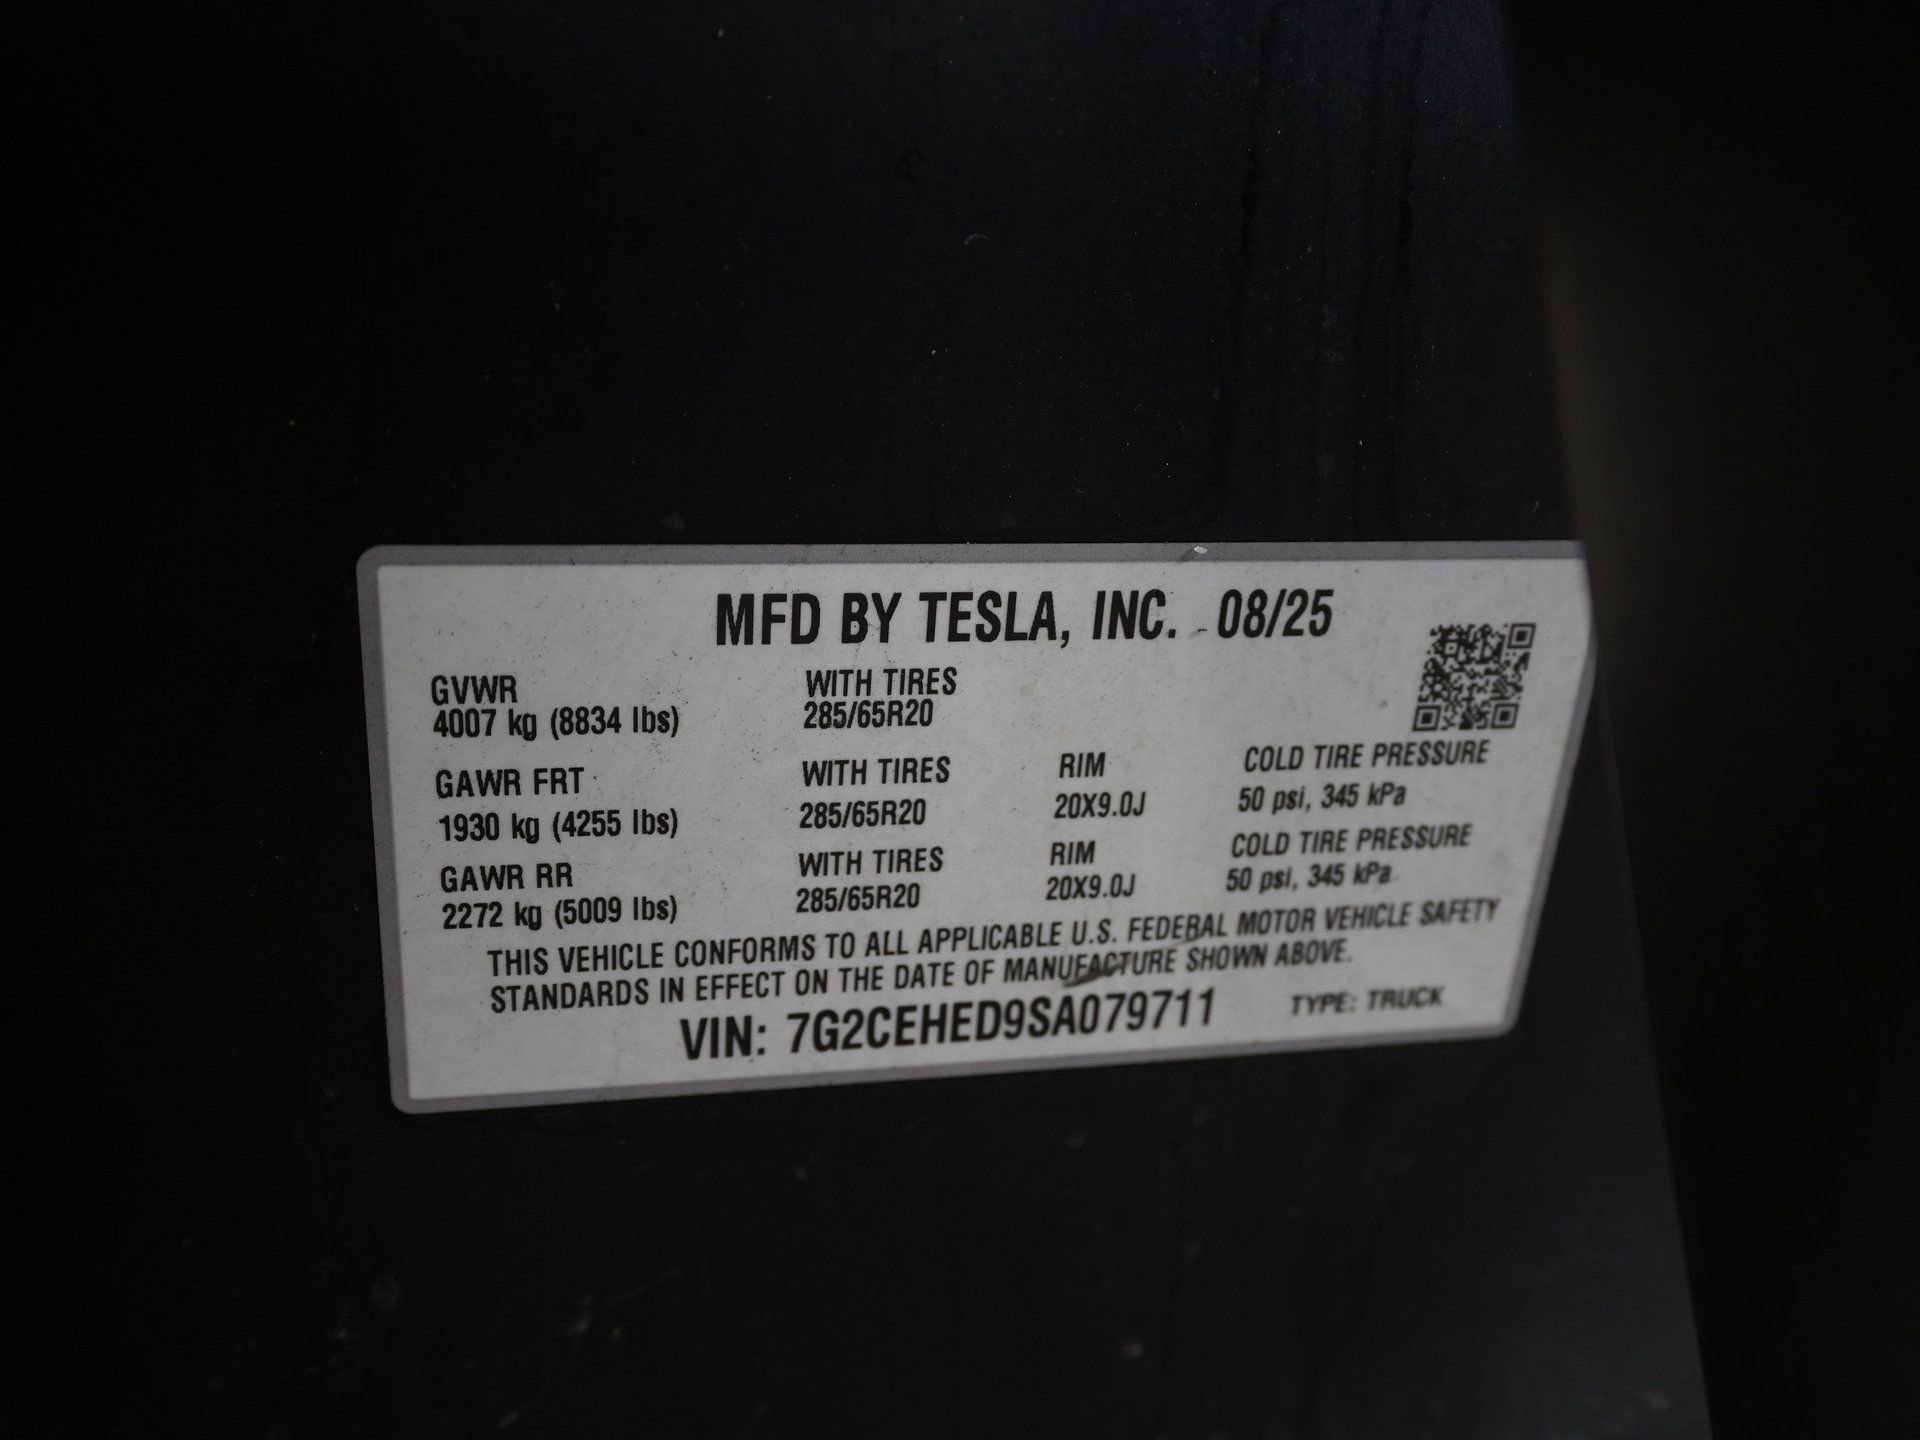 MFD BY TESLA, INC. 08/25
GVWR
4007 kg (8834 lbs)
WITH TIRES
285/65R20
GAWR FRT
1930 kg (4255 lbs)
WITH TIRES
285/65R20
RIM
20X9.0J
COLD TIRE PRESSURE
50 psi, 345 kPa
GAWR RR
2272 kg (5009 lbs)
WITH TIRES
285/65R20
RIM
20X9.0J
COLD TIRE PRESSURE
50 psi, 345 kPa
THIS VEHICLE CONFORMS TO ALL APPLICABLE U.S. FEDERAL MOTOR VEHICLE SAFETY
STANDARDS IN EFFECT ON THE DATE OF MANUFACTURE SHOWN ABOVE.
VIN: 7G2CEHED9SA079711
TYPE: TRUCK